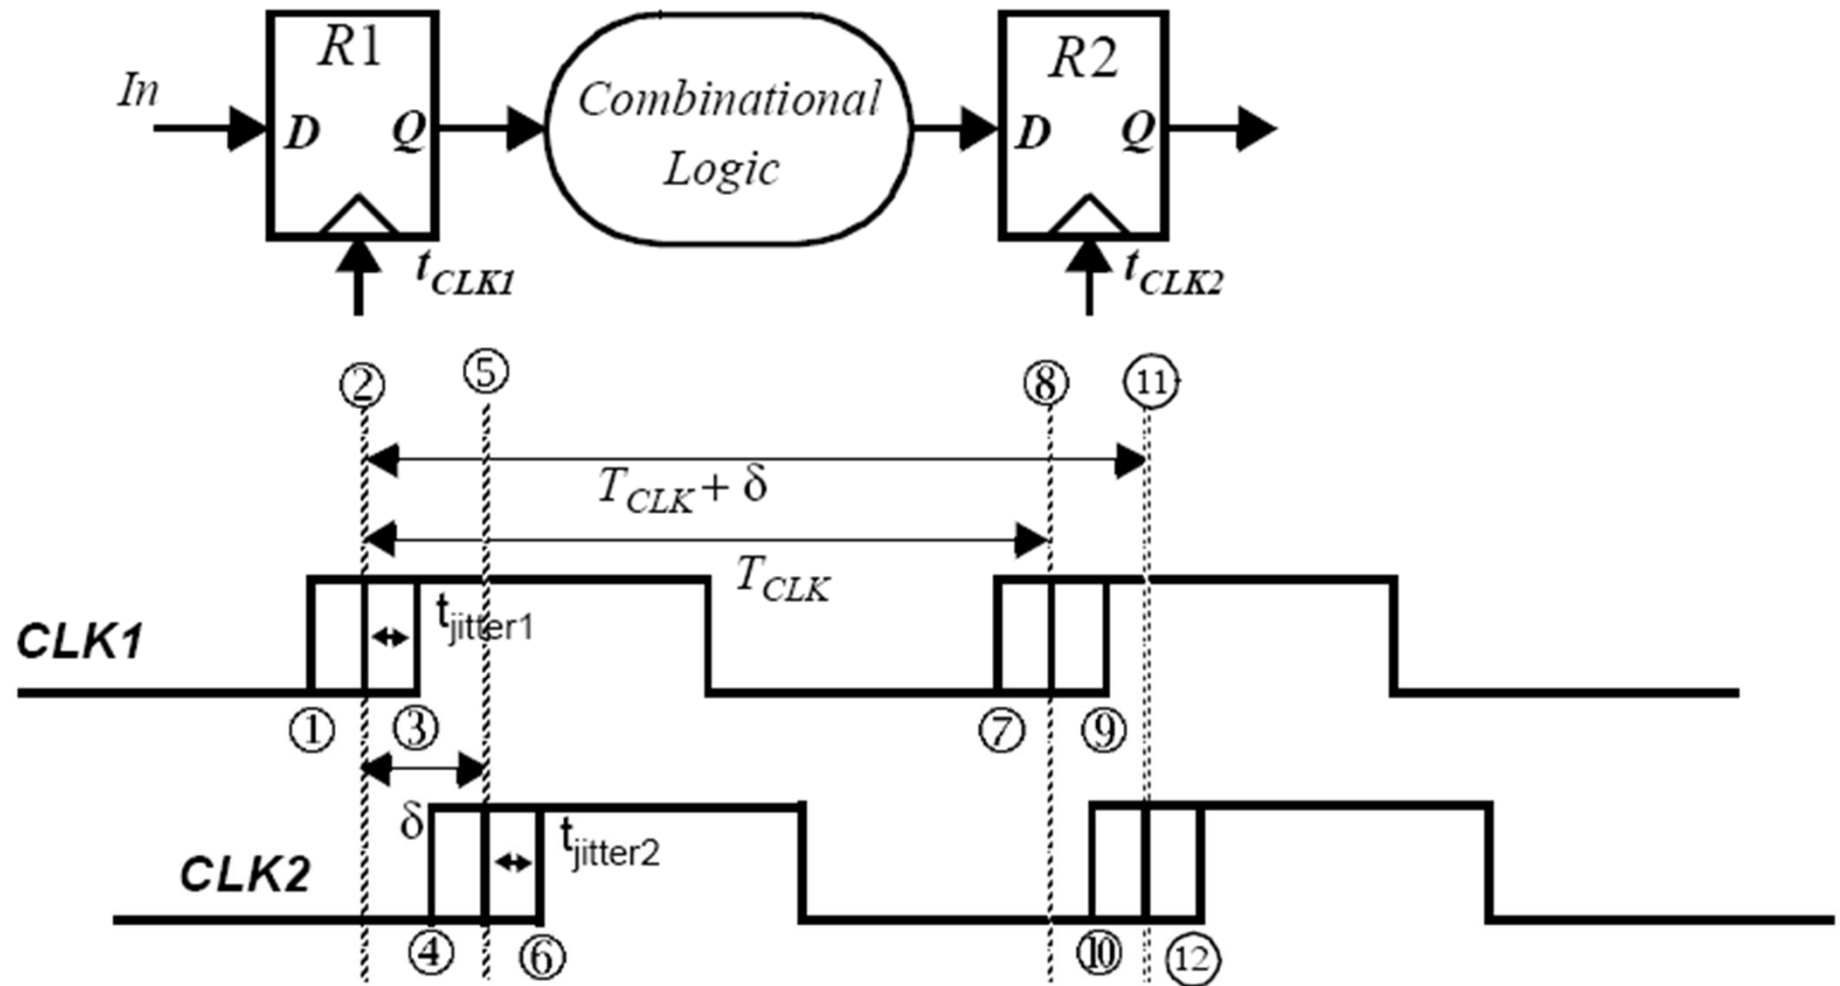 R1
R2
In
D
Q
Combinational
Logic
D
Q
tCLK1
tCLK2
②
⑤
⑧
⑪
TCLK + δ
TCLK
tjitter1
CLK1
①
③
⑦
⑨
δ
tjitter2
CLK2
④
⑥
⑩
⑫